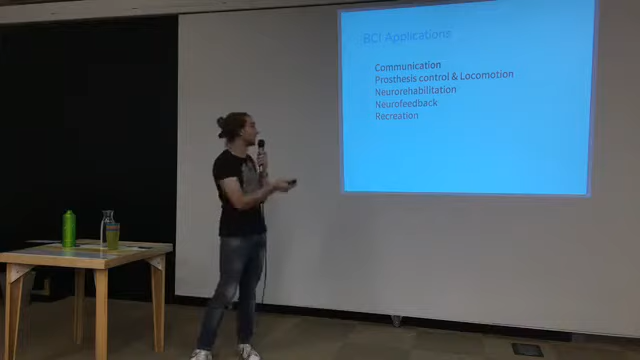 BCI Applications
Communication
Prosthesis control & Locomotion
Neurorehabilitation
Neurofeedback
Recreation